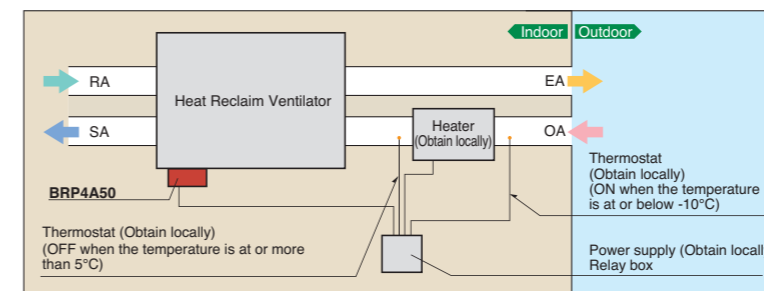 Indoor Outdoor
RA
EA
Heat Reclaim Ventilator
SA
Heater
(Obtain locally)
OA
BRP4A50
Thermostat
(Obtain locally)
(ON when the temperature
is at or below -10°C)
Thermostat (Obtain locally)
(OFF when the temperature is at or more
than 5°C)
Power supply (Obtain locall
Relay box